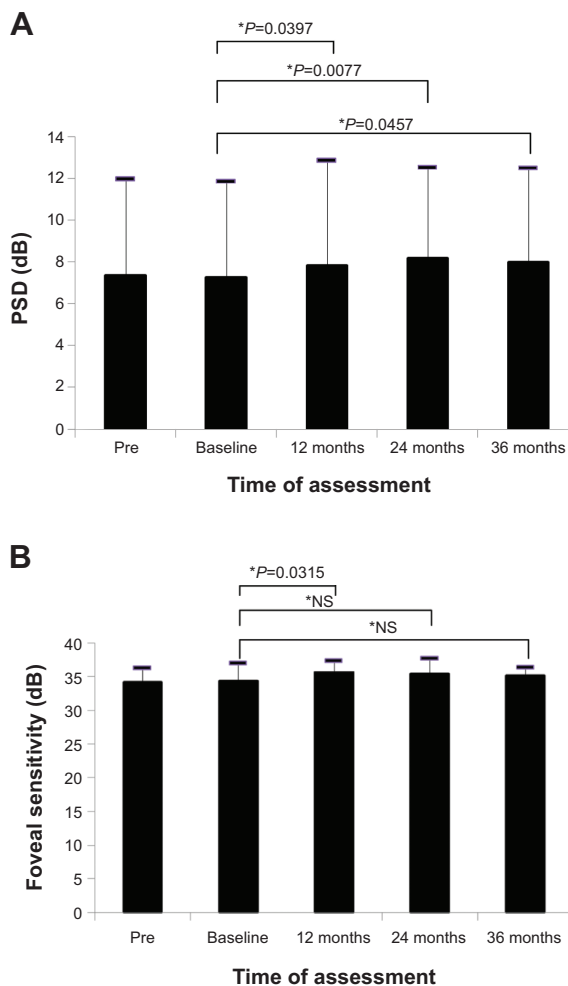 A
*P=0.0397
*P=0.0077
*P=0.0457
14
12
10
8
6
4
2
0
PSD (dB)
Pre Baseline 12 months 24 months 36 months
Time of assessment
B
*P=0.0315
*NS
*NS
40
35
30
25
20
15
10
5
0
Foveal sensitivity (dB)
Pre Baseline 12 months 24 months 36 months
Time of assessment